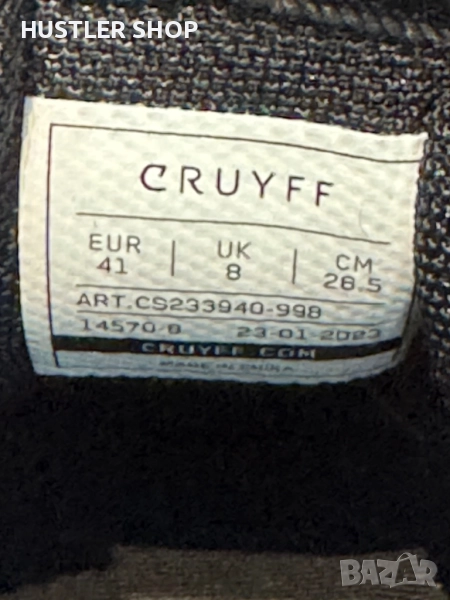 HUSTLER SHOP
CRUYFF
EUR | UK | CM
41 8 26.5
ART.CS233940-998
14570-8 23-01-2023
CRUYFF.COM
MADE IN CHINA
BAZAR